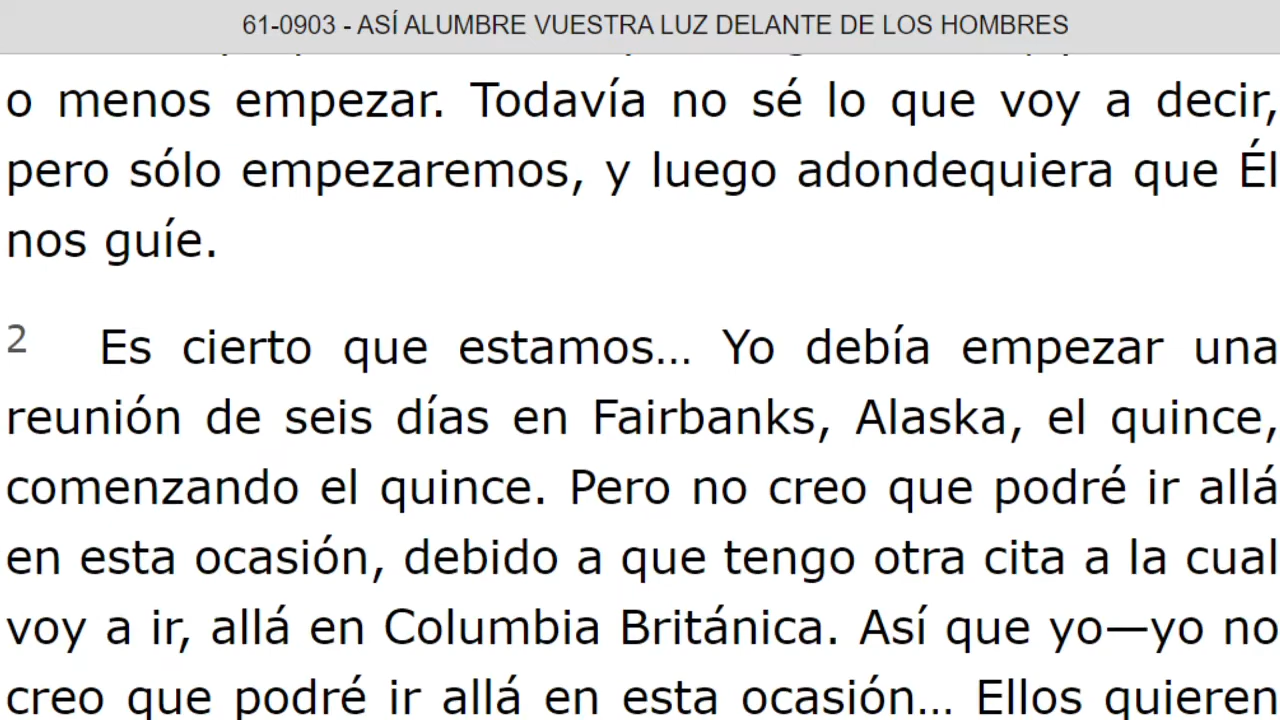 61-0903 - ASÍ ALUMBRE VUESTRA LUZ DELANTE DE LOS HOMBRES
o menos empezar. Todavía no sé lo que voy a decir,
pero sólo empezaremos, y luego adondequiera que Él
nos guíe.
2 Es cierto que estamos… Yo debía empezar una
reunión de seis días en Fairbanks, Alaska, el quince,
comenzando el quince. Pero no creo que podré ir allá
en esta ocasión, debido a que tengo otra cita a la cual
voy a ir, allá en Columbia Británica. Así que yo—yo no
creo que podré ir allá en esta ocasión… Ellos quieren